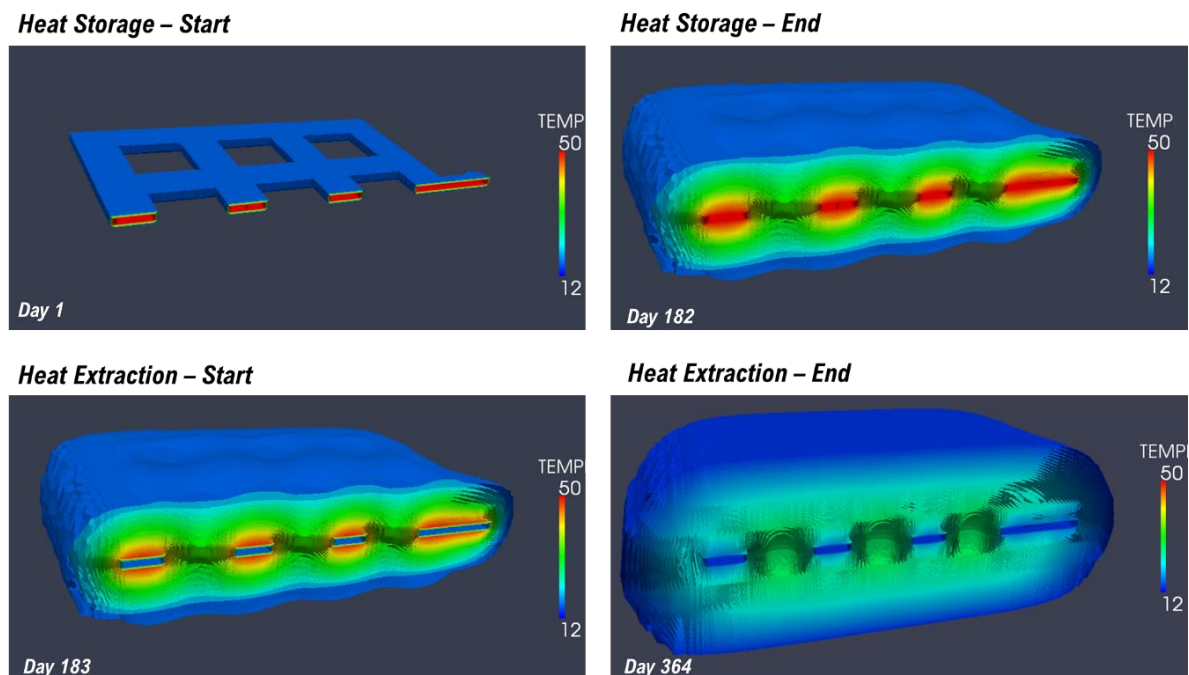 Heat Storage – Start
TEMP
50
12
Day 1
Heat Storage – End
TEMP
50
12
Day 182
Heat Extraction – Start
TEMP
50
12
Day 183
Heat Extraction – End
TEMP
50
12
Day 364